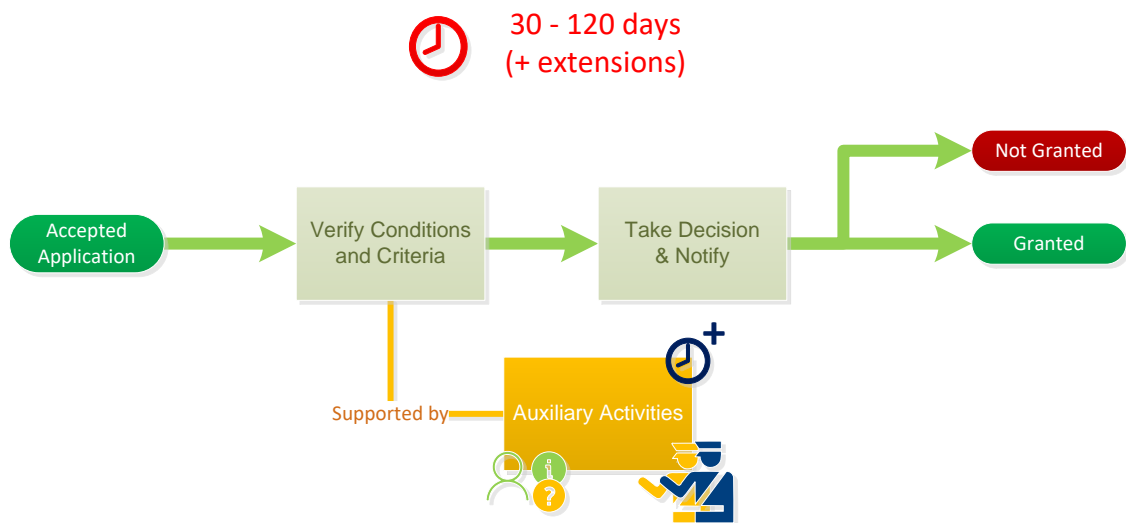 30 - 120 days
(+ extensions)
Not Granted
Accepted
Application
Verify Conditions
and Criteria
Take Decision
& Notify
Granted
Supported by
Auxiliary Activities
i
?